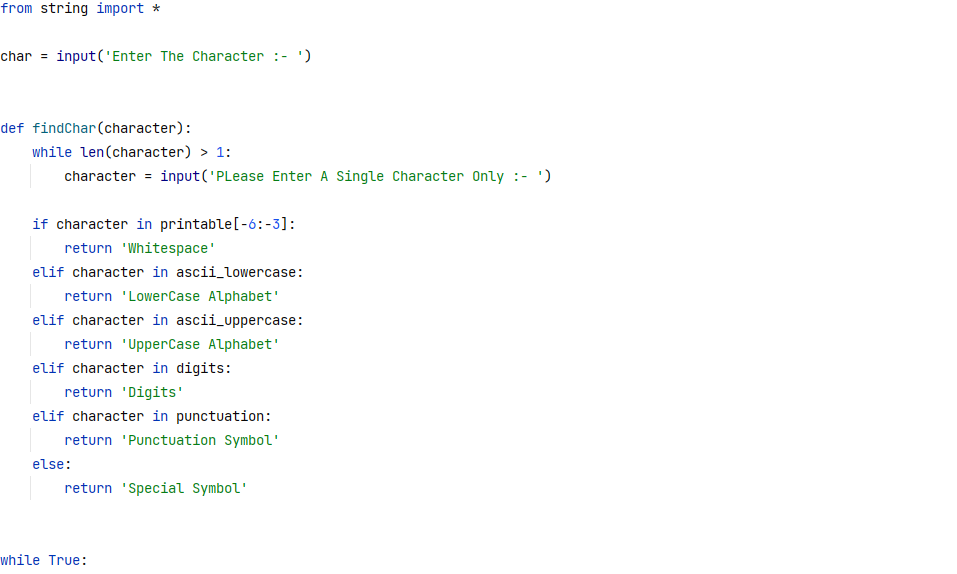 from string import *
char = input('Enter The Character :- ')
def findChar(character):
    while len(character) > 1:
        character = input('PLease Enter A Single Character Only :- ')
    if character in printable[-6:-3]:
        return 'Whitespace'
    elif character in ascii_lowercase:
        return 'LowerCase Alphabet'
    elif character in ascii_uppercase:
        return 'UpperCase Alphabet'
    elif character in digits:
        return 'Digits'
    elif character in punctuation:
        return 'Punctuation Symbol'
    else:
        return 'Special Symbol'
while True: